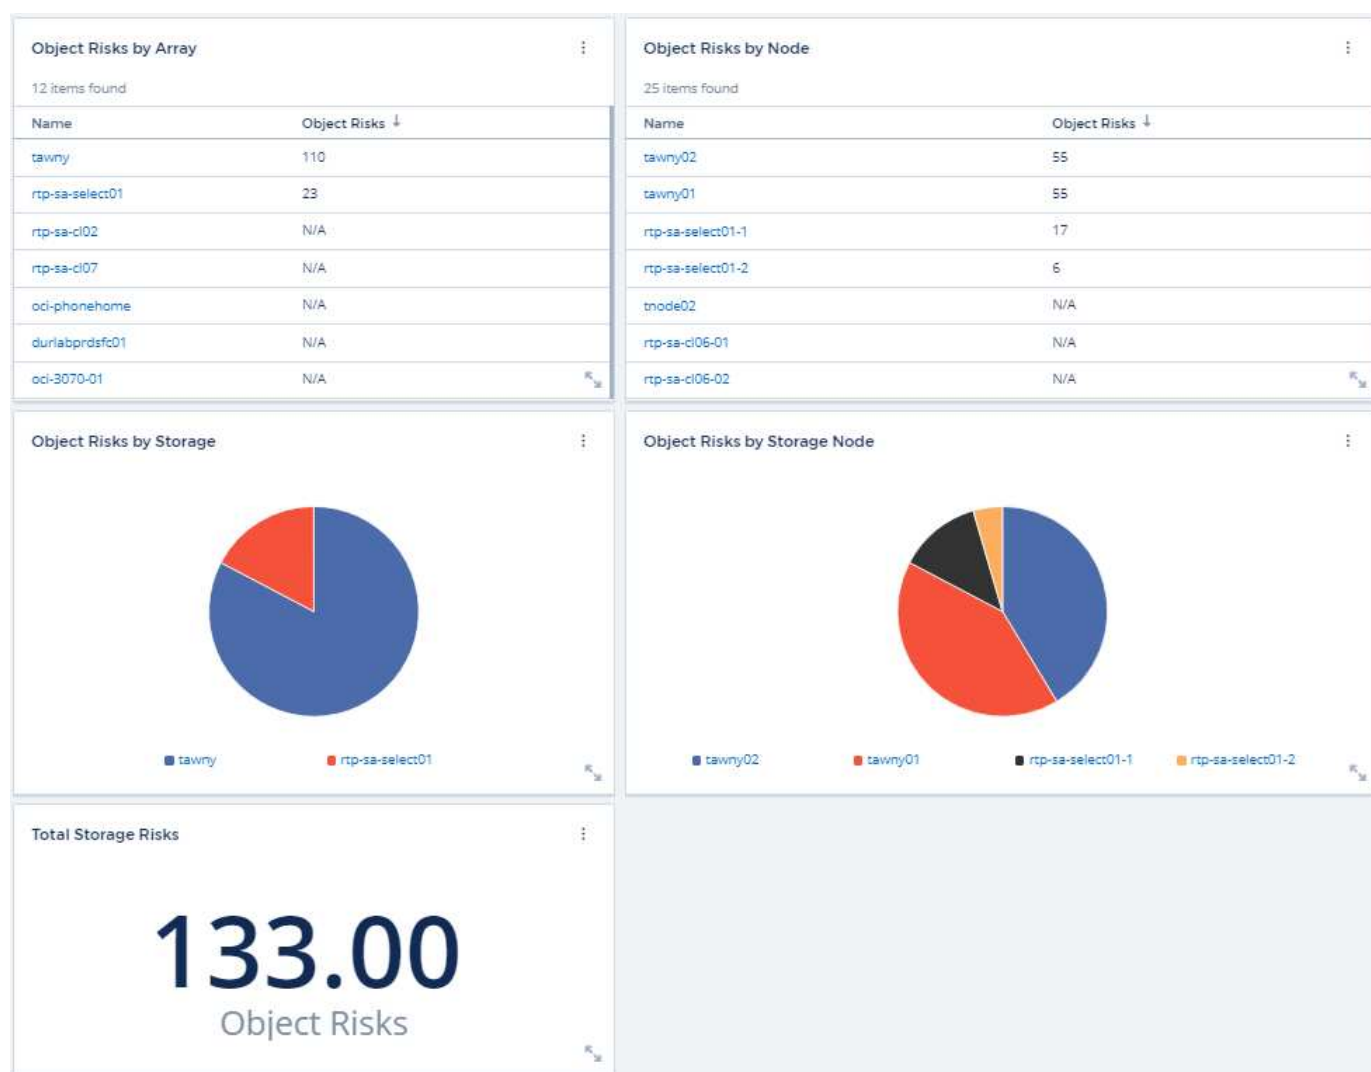 Object Risks by Array
12 items found
Name Object Risks ↓
tawny 110
rtp-sa-select01 23
rtp-sa-cl02 N/A
rtp-sa-cl07 N/A
oci-phonehome N/A
durlabprdsfc01 N/A
oci-3070-01 N/A
Object Risks by Node
25 items found
Name Object Risks ↓
tawny02 55
tawny01 55
rtp-sa-select01-1 17
rtp-sa-select01-2 6
tnode02 N/A
rtp-sa-cl06-01 N/A
rtp-sa-cl06-02 N/A
Object Risks by Storage
tawny rtp-sa-select01
Object Risks by Storage Node
tawny02 tawny01 rtp-sa-select01-1 rtp-sa-select01-2
Total Storage Risks
133.00
Object Risks